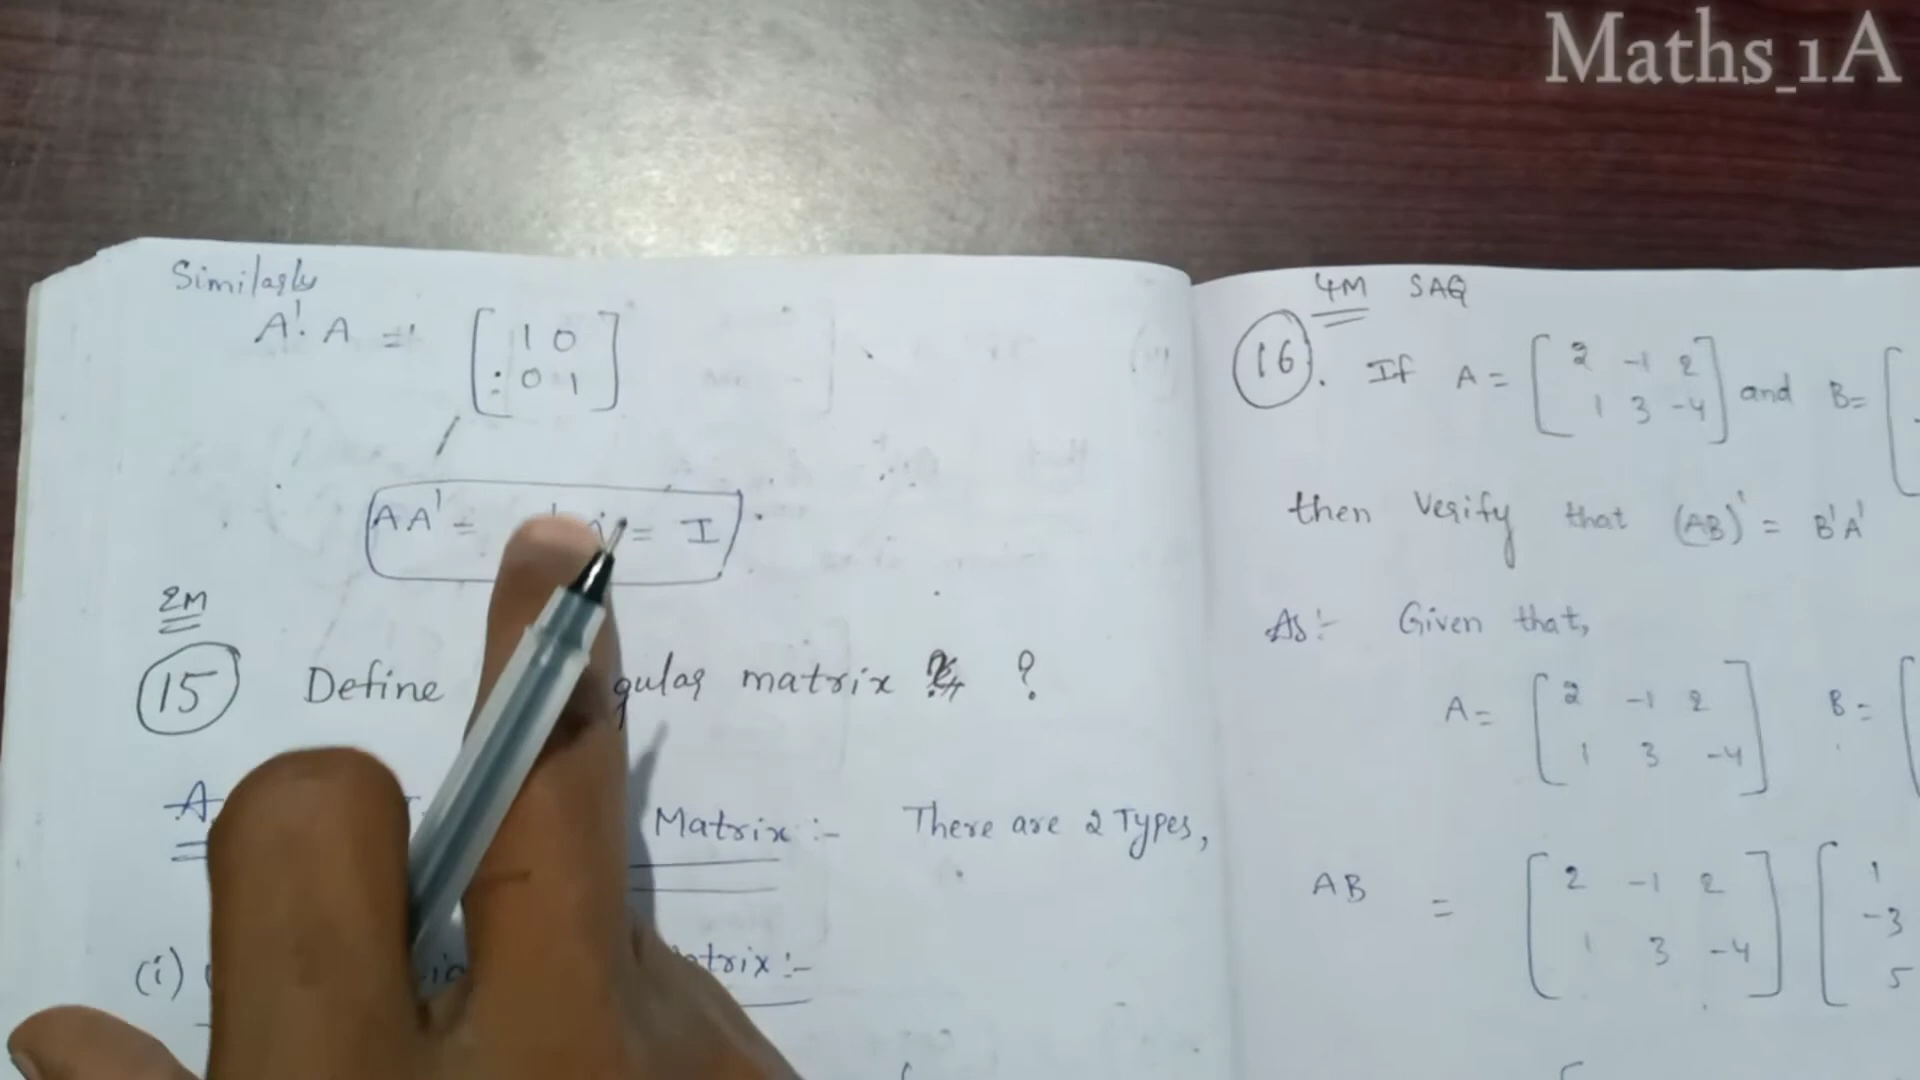 Maths_1A
Similarly
A'. A = [ 1 0
0 1 ]
AA' = = I
2M
15 Define gular matrix ?
Matrix :- There are 2 Types,
(i) trix :-
4M SAQ
16. If A = [ 2 -1 2
1 3 -4 ] and B = [
then verify that (AB)' = B'A'
As:- Given that,
A = [ 2 -1 2
1 3 -4 ] B = [
AB = [ 2 -1 2
1 3 -4 ] [ 1
-3
5